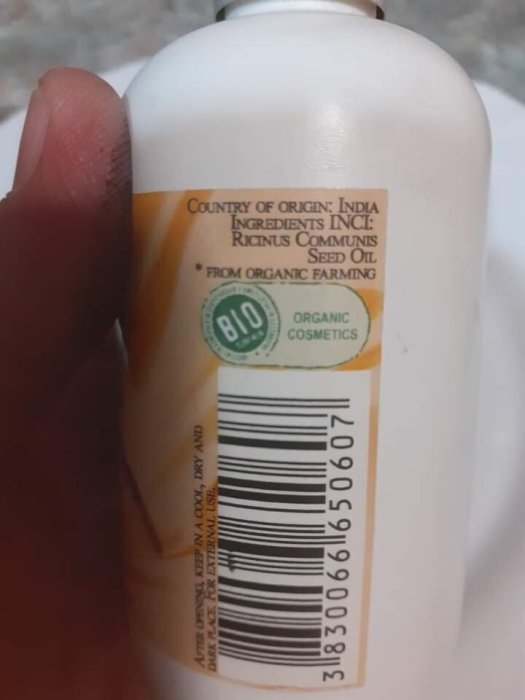 COUNTRY OF ORIGIN: INDIA
INGREDIENTS INCI:
RICINUS COMMUNIS
SEED OIL
* FROM ORGANIC FARMING
BIO
ORGANIC
COSMETICS
AFTER OPENING, KEEP IN A COOL, DRY AND
DARK PLACE. FOR EXTERNAL USE.
3 830066 650607